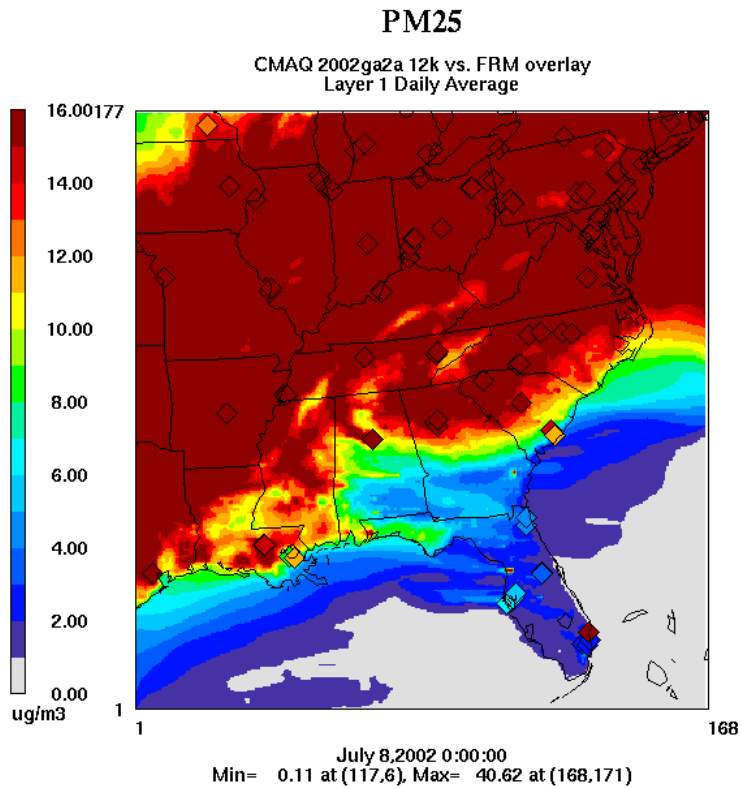 PM25
CMAQ 2002ga2a 12k vs. FRM overlay
Layer 1 Daily Average
16.00
177
14.00
12.00
10.00
8.00
6.00
4.00
2.00
0.00
ug/m3
1
1
168
July 8,2002 0:00:00
Min= 0.11 at (117,6), Max= 40.62 at (168,171)